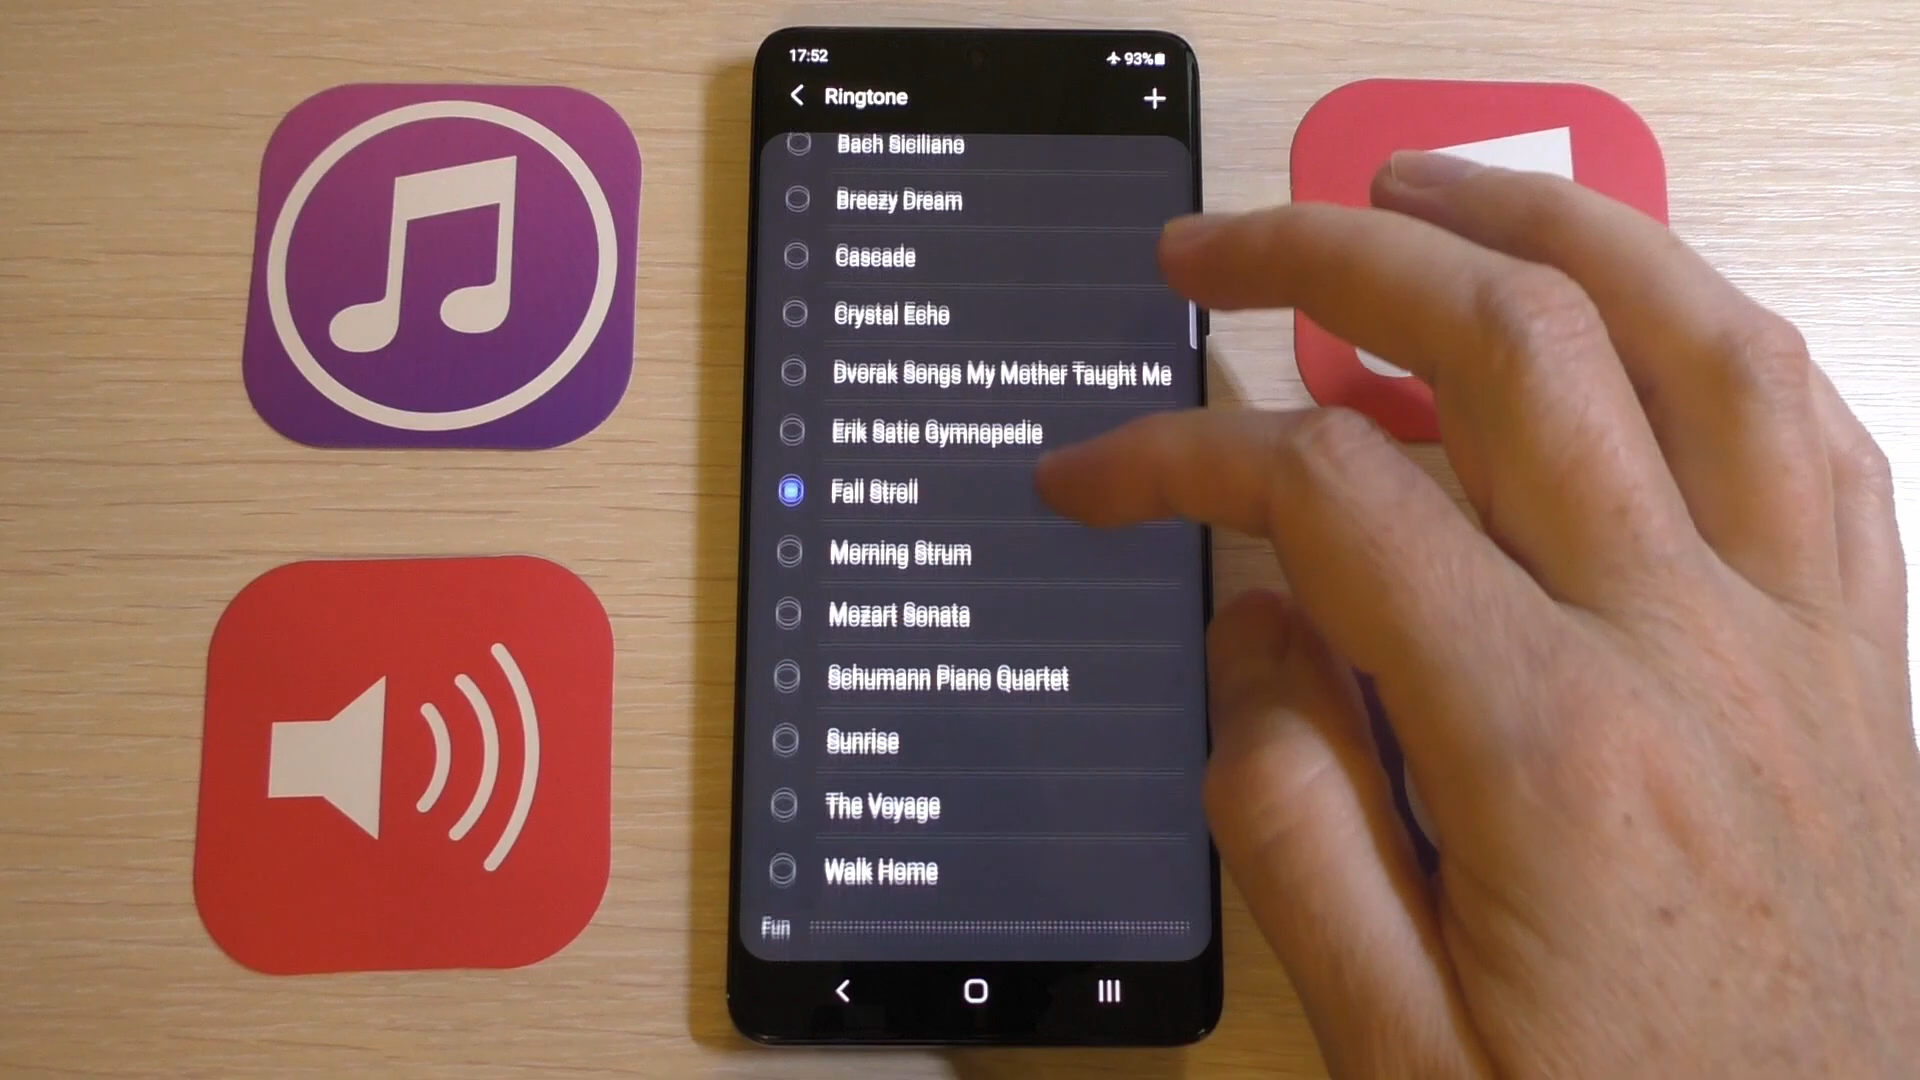 17:52
93%
Ringtone
Bach Siciliano
Breezy Dream
Cascade
Crystal Echo
Dvorak Songs My Mother Taught Me
Erik Satie Gymnopedie
Fall Stroll
Morning Strum
Mozart Sonata
Schumann Piano Quartet
Sunrise
The Voyage
Walk Home
Fun